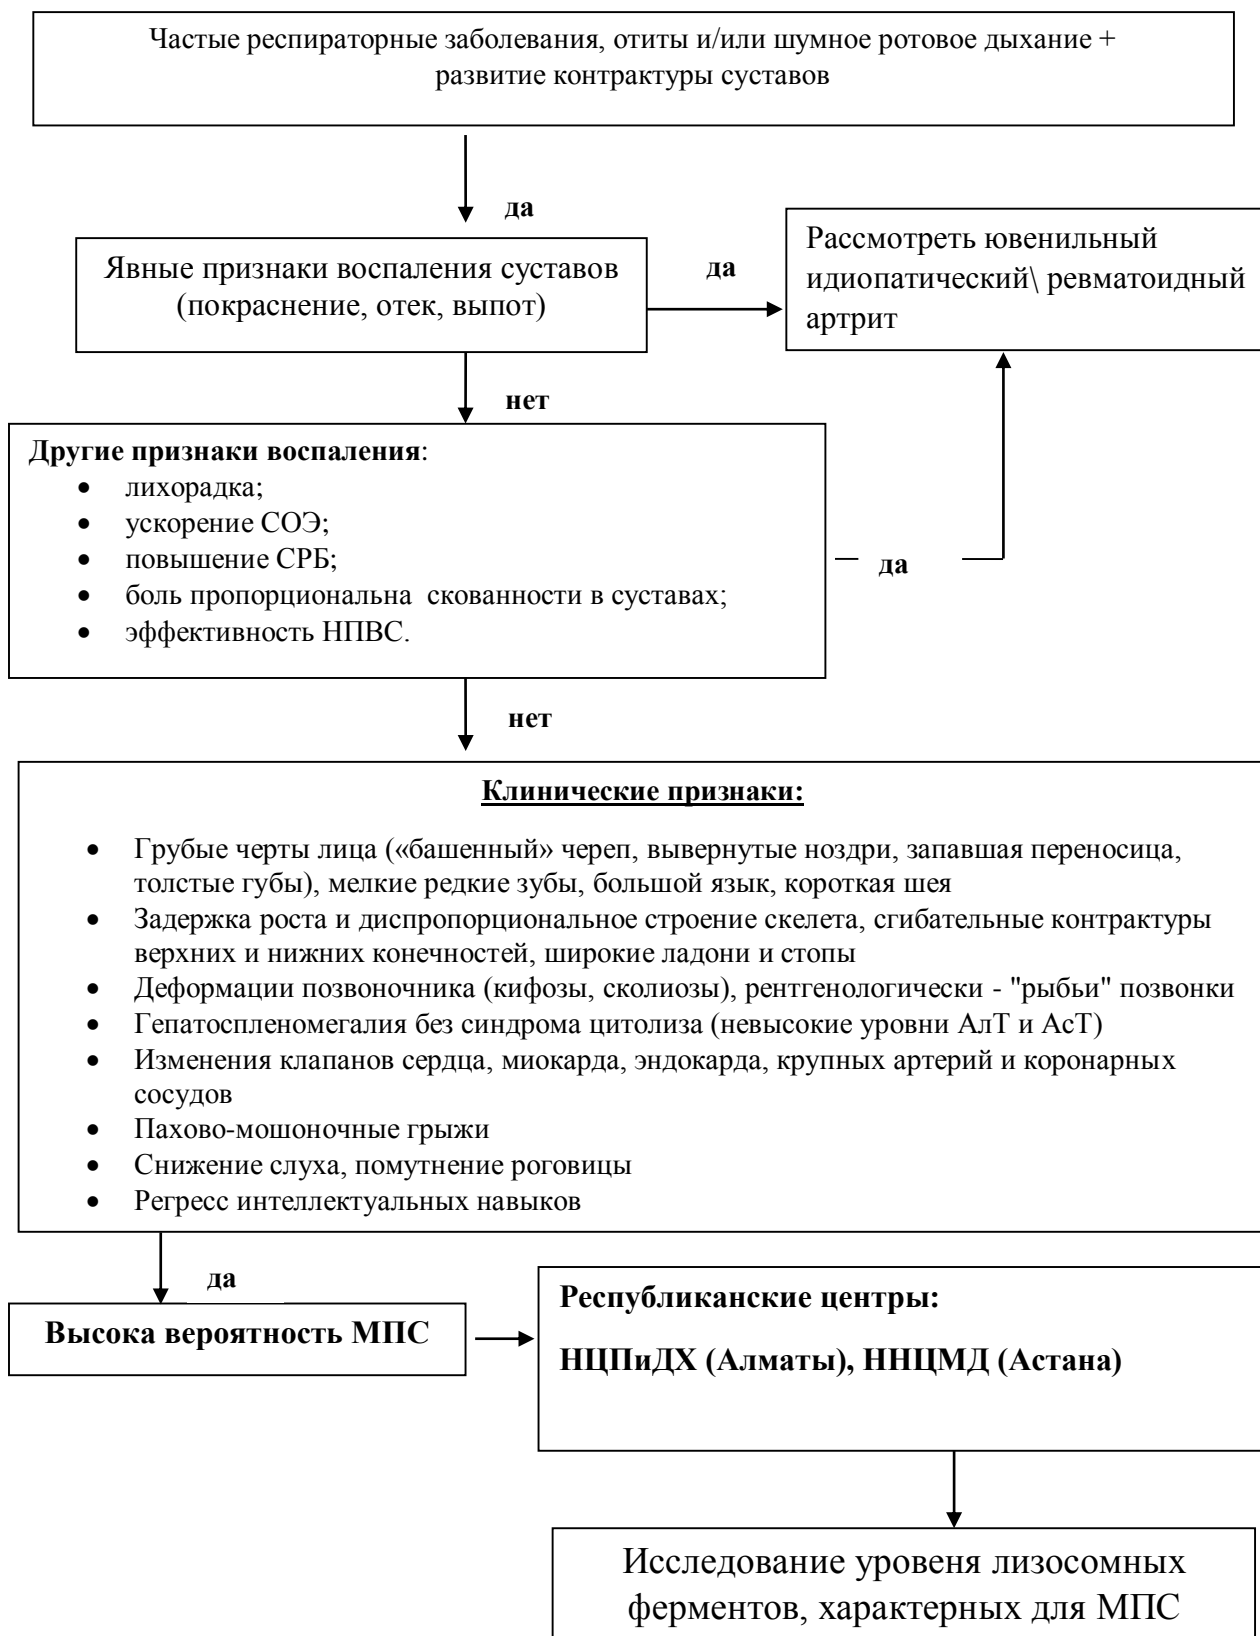 Частые респираторные заболевания, отиты и/или шумное ротовое дыхание +
развитие контрактуры суставов
да
Явные признаки воспаления суставов
(покраснение, отек, выпот)
да
Рассмотреть ювенильный
идиопатический\ ревматоидный
артрит
нет
Другие признаки воспаления:
• лихорадка;
• ускорение СОЭ;
• повышение СРБ;
• боль пропорциональна скованности в суставах;
• эффективность НПВС.
да
нет
Клинические признаки:
• Грубые черты лица («башенный» череп, вывернутые ноздри, запавшая переносица,
толстые губы), мелкие редкие зубы, большой язык, короткая шея
• Задержка роста и диспропорциональное строение скелета, сгибательные контрактуры
верхних и нижних конечностей, широкие ладони и стопы
• Деформации позвоночника (кифозы, сколиозы), рентгенологически - "рыбьи" позвонки
• Гепатоспленомегалия без синдрома цитолиза (невысокие уровни АлТ и АсТ)
• Изменения клапанов сердца, миокарда, эндокарда, крупных артерий и коронарных
сосудов
• Пахово-мошоночные грыжи
• Снижение слуха, помутнение роговицы
• Регресс интеллектуальных навыков
да
Высока вероятность МПС
Республиканские центры:
НЦПиДХ (Алматы), ННЦМД (Астана)
Исследование уровеня лизосомных
ферментов, характерных для МПС